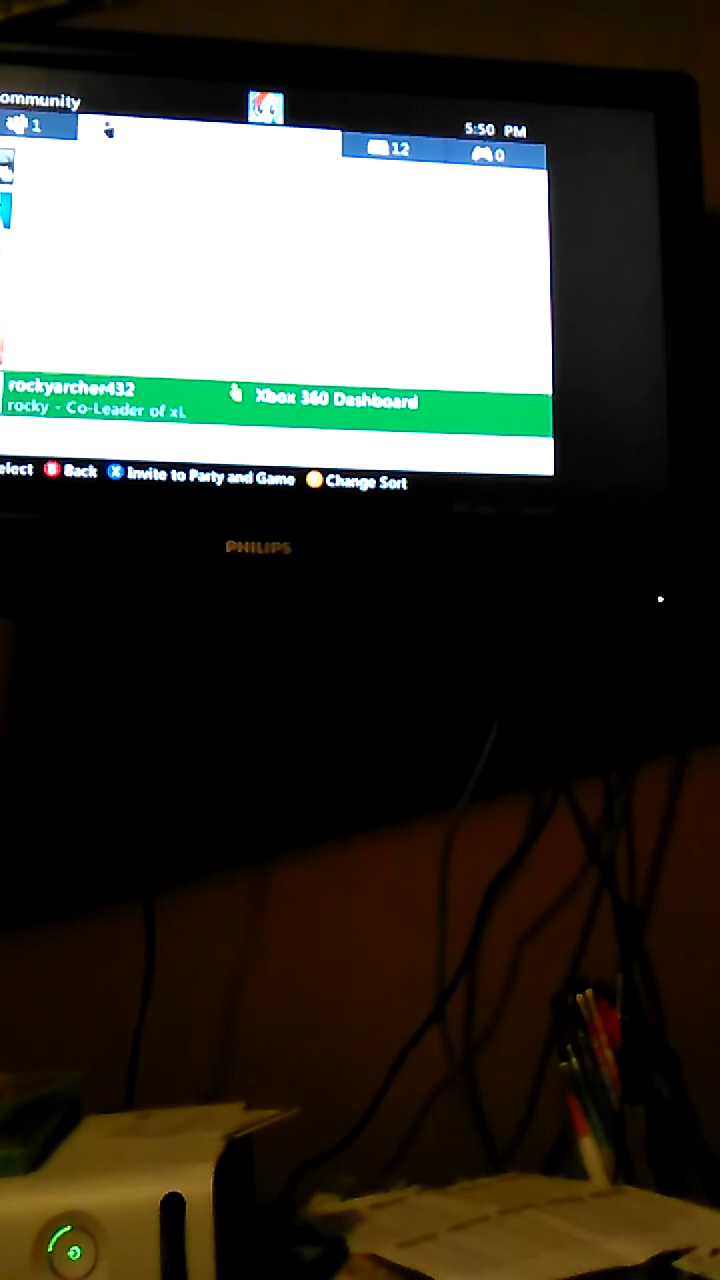 ommunity
5:50 PM
1
12
0
rockyarcher432
Xbox 360 Dashboard
rocky - Co-Leader of xL
elect B Back X Invite to Party and Game Y Change Sort
PHILIPS